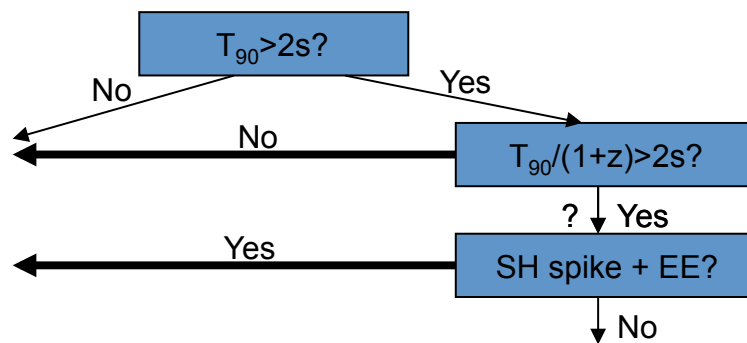 T₉₀>2s?
No
Yes
No
T₉₀/(1+z)>2s?
? Yes
Yes
SH spike + EE?
No